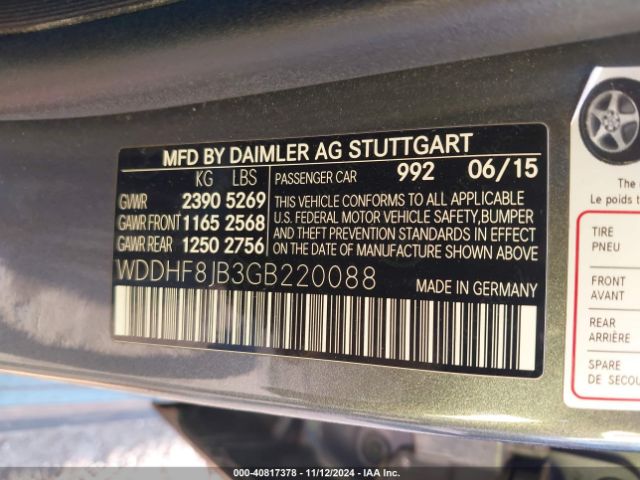 MFD BY DAIMLER AG STUTTGART
KG LBS PASSENGER CAR 992 06/15
GVWR 2390 5269
GAWR FRONT 1165 2568
GAWR REAR 1250 2756
THIS VEHICLE CONFORMS TO ALL APPLICABLE
U.S. FEDERAL MOTOR VEHICLE SAFETY,BUMPER
AND THEFT PREVENTION STANDARDS IN EFFECT
ON THE DATE OF MANUFACTURE SHOWN ABOVE
WDDHF8JB3GB220088 MADE IN GERMANY
The
Le poids
TIRE
PNEU
FRONT
AVANT
REAR
ARRIÈRE
SPARE
DE SECOU
000-40817378 - 11/12/2024 - IAA Inc.